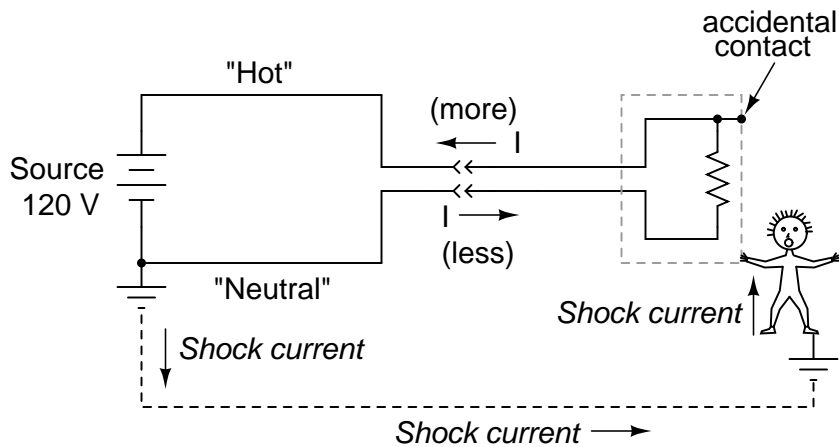 accidental
contact
"Hot"
(more)
I
Source
120 V
I
(less)
"Neutral"
Shock current
Shock current
Shock current